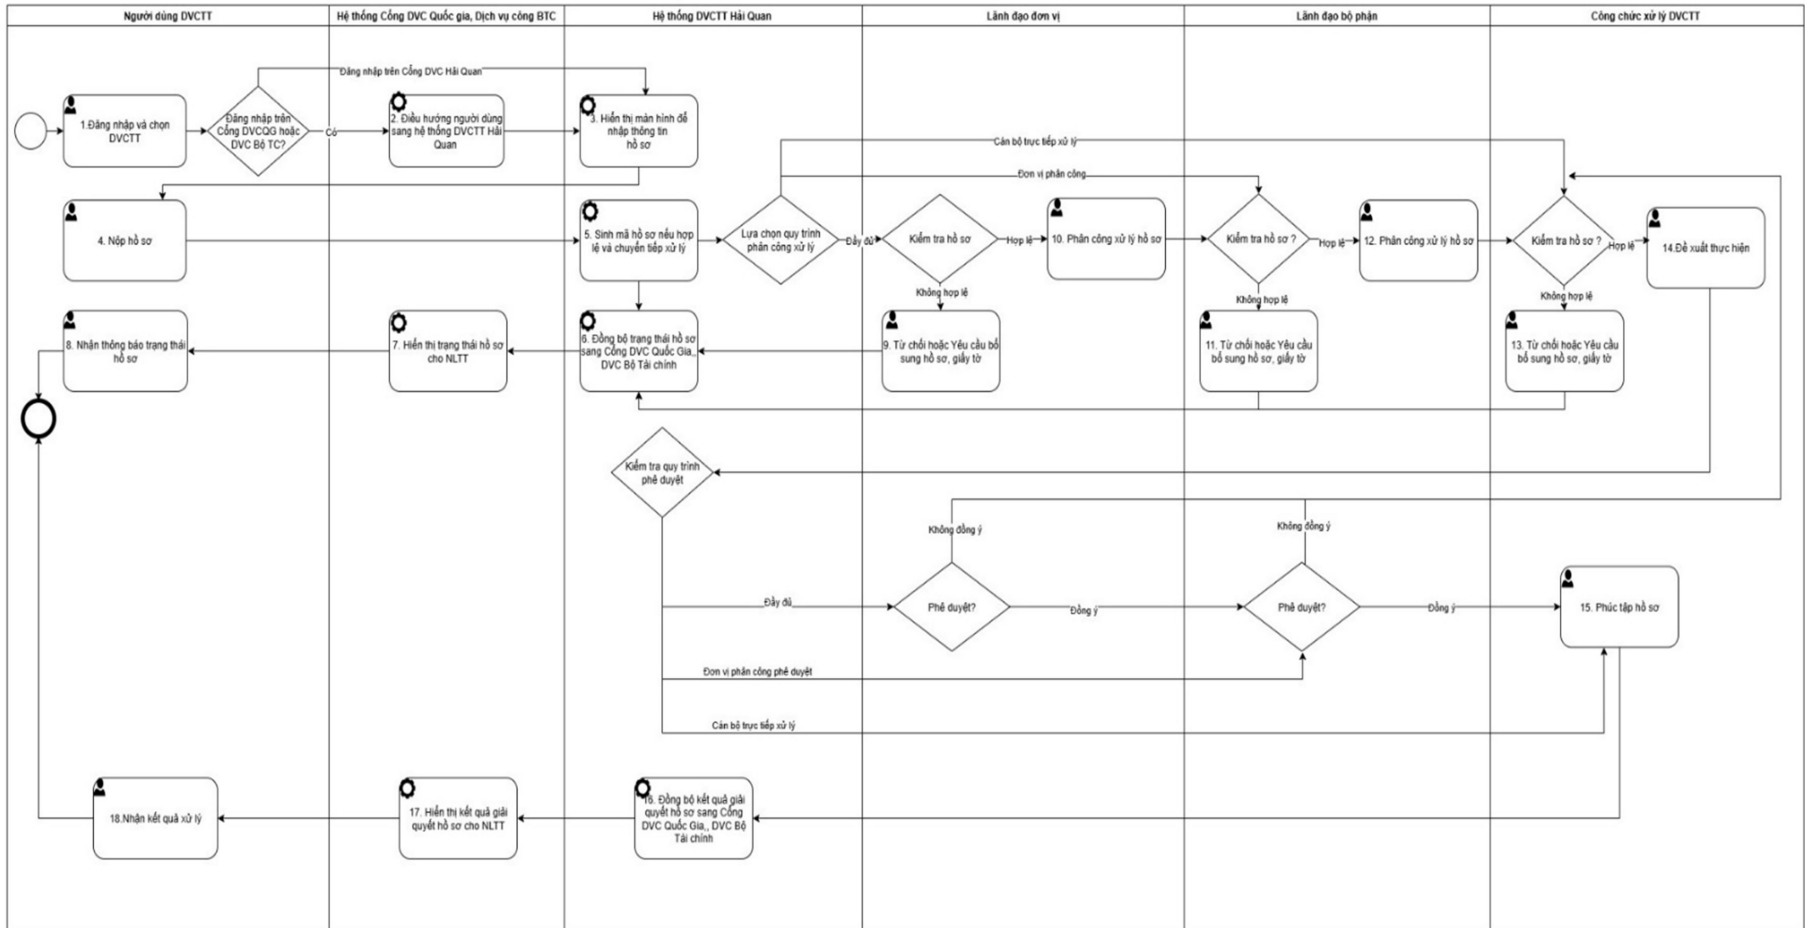 Người dùng DVCTT
Hệ thống Cổng DVC Quốc gia, Dịch vụ công BTC
Hệ thống DVCTT Hải Quan
Lãnh đạo đơn vị
Lãnh đạo bộ phận
Công chức xử lý DVCTT
Đăng nhập trên Cổng DVC Hải Quan
1.Đăng nhập và chọn
DVCTT
Đăng nhập trên
Cổng DVCQG hoặc
DVC Bộ TC?
Có
2. Điều hướng người dùng
sang hệ thống DVCTT Hải
Quan
3. Hiển thị màn hình để
nhập thông tin
hồ sơ
Cán bộ trực tiếp xử lý
Đơn vị phân công
4. Nộp hồ sơ
5. Sinh mã hồ sơ nếu hợp
lệ và chuyển tiếp xử lý
Lựa chọn quy trình
phân công xử lý
Đầy đủ
Kiểm tra hồ sơ
Hợp lệ
10. Phân công xử lý hồ sơ
Kiểm tra hồ sơ ?
Hợp lệ
12. Phân công xử lý hồ sơ
Kiểm tra hồ sơ ?
Hợp lệ
14.Đề xuất thực hiện
Không hợp lệ
Không hợp lệ
Không hợp lệ
8. Nhận thông báo trạng thái
hồ sơ
7. Hiển thị trạng thái hồ sơ
cho NLTT
6. Đồng bộ trạng thái hồ sơ
sang Cổng DVC Quốc Gia,,
DVC Bộ Tài chính
9. Từ chối hoặc Yêu cầu bổ
sung hồ sơ, giấy tờ
11. Từ chối hoặc Yêu cầu
bổ sung hồ sơ, giấy tờ
13. Từ chối hoặc Yêu cầu
bổ sung hồ sơ, giấy tờ
Kiểm tra quy trình
phê duyệt
Không đồng ý
Không đồng ý
Đầy đủ
Phê duyệt?
Đồng ý
Phê duyệt?
Đồng ý
15. Phúc tập hồ sơ
Đơn vị phân công phê duyệt
Cán bộ trực tiếp xử lý
18.Nhận kết quả xử lý
17. Hiển thị kết quả giải
quyết hồ sơ cho NLTT
16. Đồng bộ kết quả giải
quyết hồ sơ sang Cổng
DVC Quốc Gia,, DVC Bộ
Tài chính